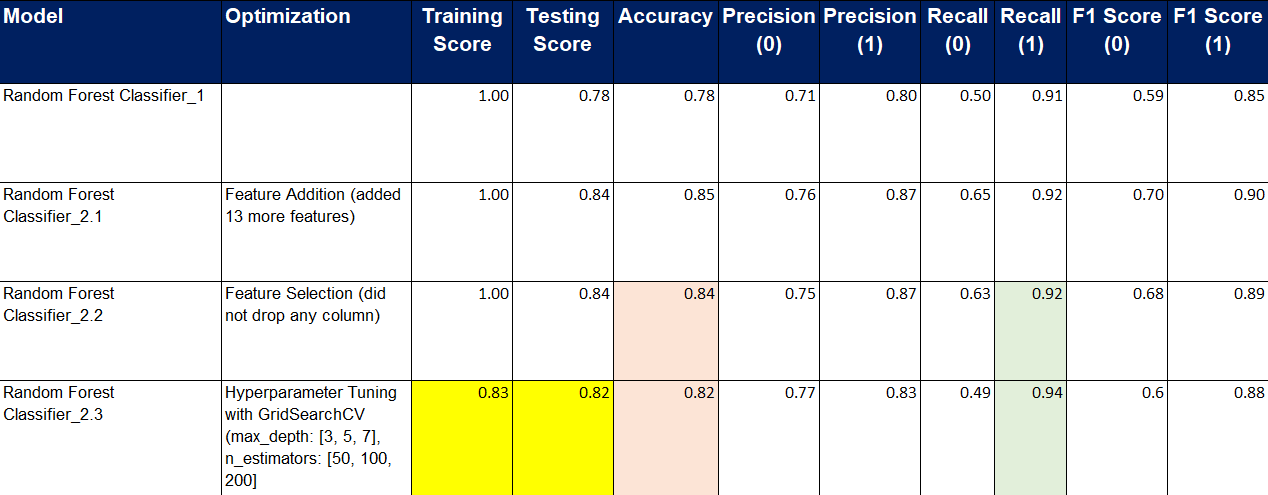 Model Optimization Training Score Testing Score Accuracy Precision (0) Precision (1) Recall (0) Recall (1) F1 Score (0) F1 Score (1)
Random Forest Classifier_1 1.00 0.78 0.78 0.71 0.80 0.50 0.91 0.59 0.85
Random Forest Classifier_2.1 Feature Addition (added 13 more features) 1.00 0.84 0.85 0.76 0.87 0.65 0.92 0.70 0.90
Random Forest Classifier_2.2 Feature Selection (did not drop any column) 1.00 0.84 0.84 0.75 0.87 0.63 0.92 0.68 0.89
Random Forest Classifier_2.3 Hyperparameter Tuning with GridSearchCV (max_depth: [3, 5, 7], n_estimators: [50, 100, 200] 0.83 0.82 0.82 0.77 0.83 0.49 0.94 0.6 0.88